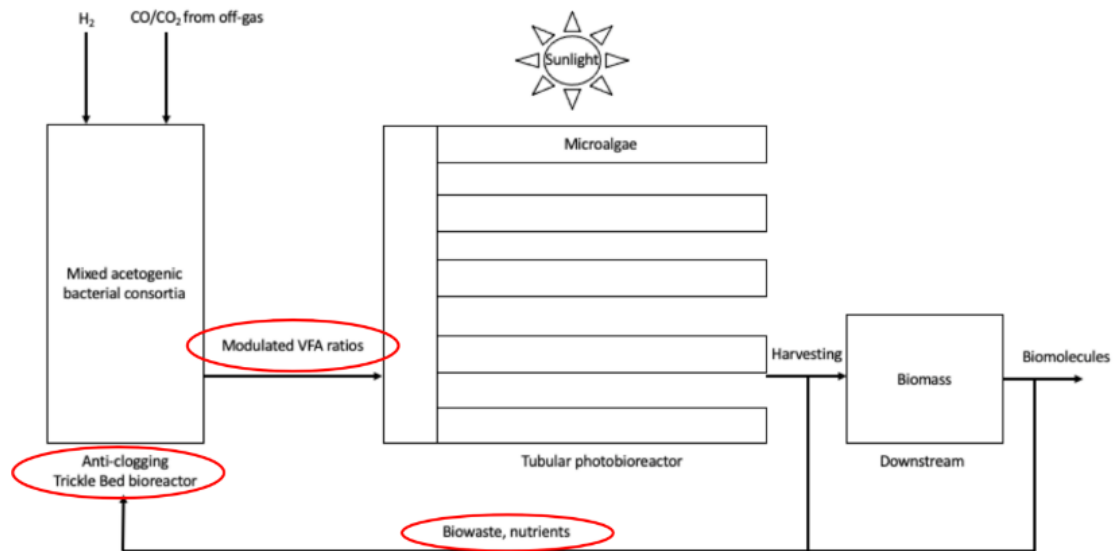 H₂
CO/CO₂ from off-gas
Sunlight
Microalgae
Mixed acetogenic
bacterial consortia
Modulated VFA ratios
Harvesting
Biomolecules
Biomass
Anti-clogging
Trickle Bed bioreactor
Tubular photobioreactor
Downstream
Biowaste, nutrients